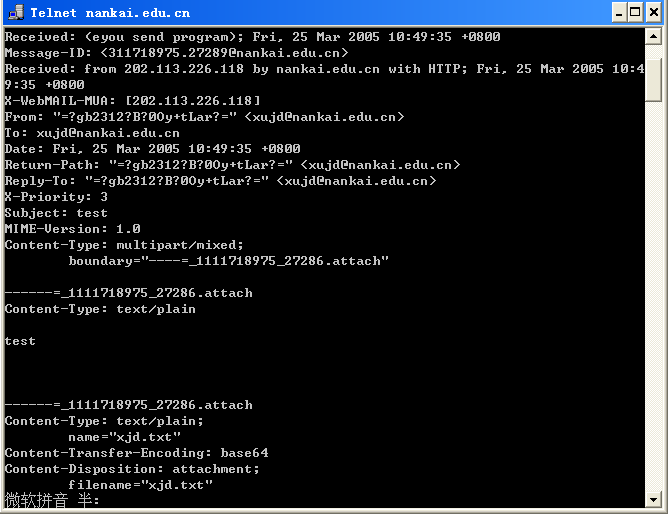 Telnet nankai.edu.cn
Received: (eyou send program); Fri, 25 Mar 2005 10:49:35 +0800
Message-ID: <311718975.27289@nankai.edu.cn>
Received: from 202.113.226.118 by nankai.edu.cn with HTTP; Fri, 25 Mar 2005 10:4
9:35 +0800
X-WebMAIL-MUA: [202.113.226.118]
From: "=?gb2312?B?0Oy+tLar?=" <xujd@nankai.edu.cn>
To: xujd@nankai.edu.cn
Date: Fri, 25 Mar 2005 10:49:35 +0800
Return-Path: "=?gb2312?B?0Oy+tLar?=" <xujd@nankai.edu.cn>
Reply-To: "=?gb2312?B?0Oy+tLar?=" <xujd@nankai.edu.cn>
X-Priority: 3
Subject: test
MIME-Version: 1.0
Content-Type: multipart/mixed;
        boundary="----=_1111718975_27286.attach"
------=_1111718975_27286.attach
Content-Type: text/plain
test
------=_1111718975_27286.attach
Content-Type: text/plain;
        name="xjd.txt"
Content-Transfer-Encoding: base64
Content-Disposition: attachment;
        filename="xjd.txt"
微软拼音 半: